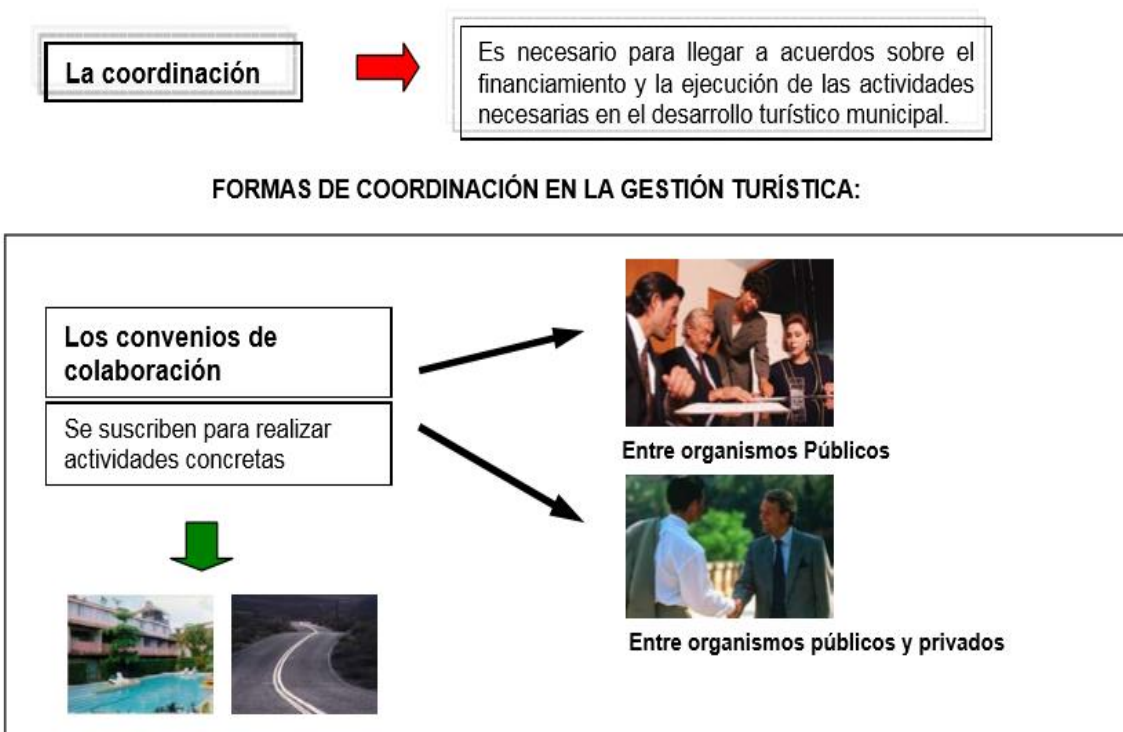 La coordinación
Es necesario para llegar a acuerdos sobre el
financiamiento y la ejecución de las actividades
necesarias en el desarrollo turístico municipal.
FORMAS DE COORDINACIÓN EN LA GESTIÓN TURÍSTICA:
Los convenios de
colaboración
Se suscriben para realizar
actividades concretas
Entre organismos Públicos
Entre organismos públicos y privados